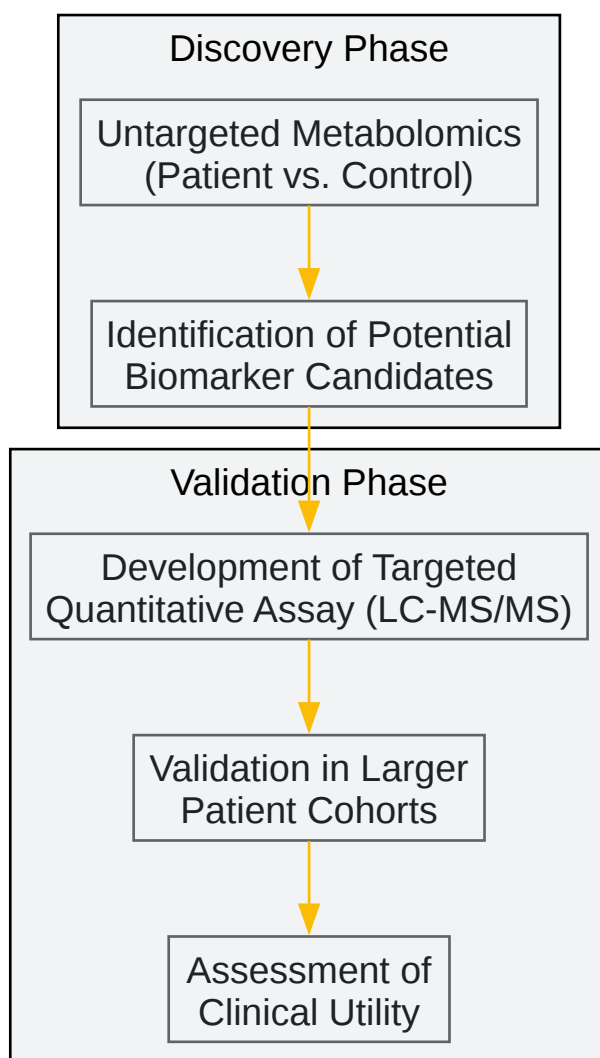 Discovery Phase
Untargeted Metabolomics
(Patient vs. Control)
Identification of Potential
Biomarker Candidates
Validation Phase
Development of Targeted
Quantitative Assay (LC-MS/MS)
Validation in Larger
Patient Cohorts
Assessment of
Clinical Utility